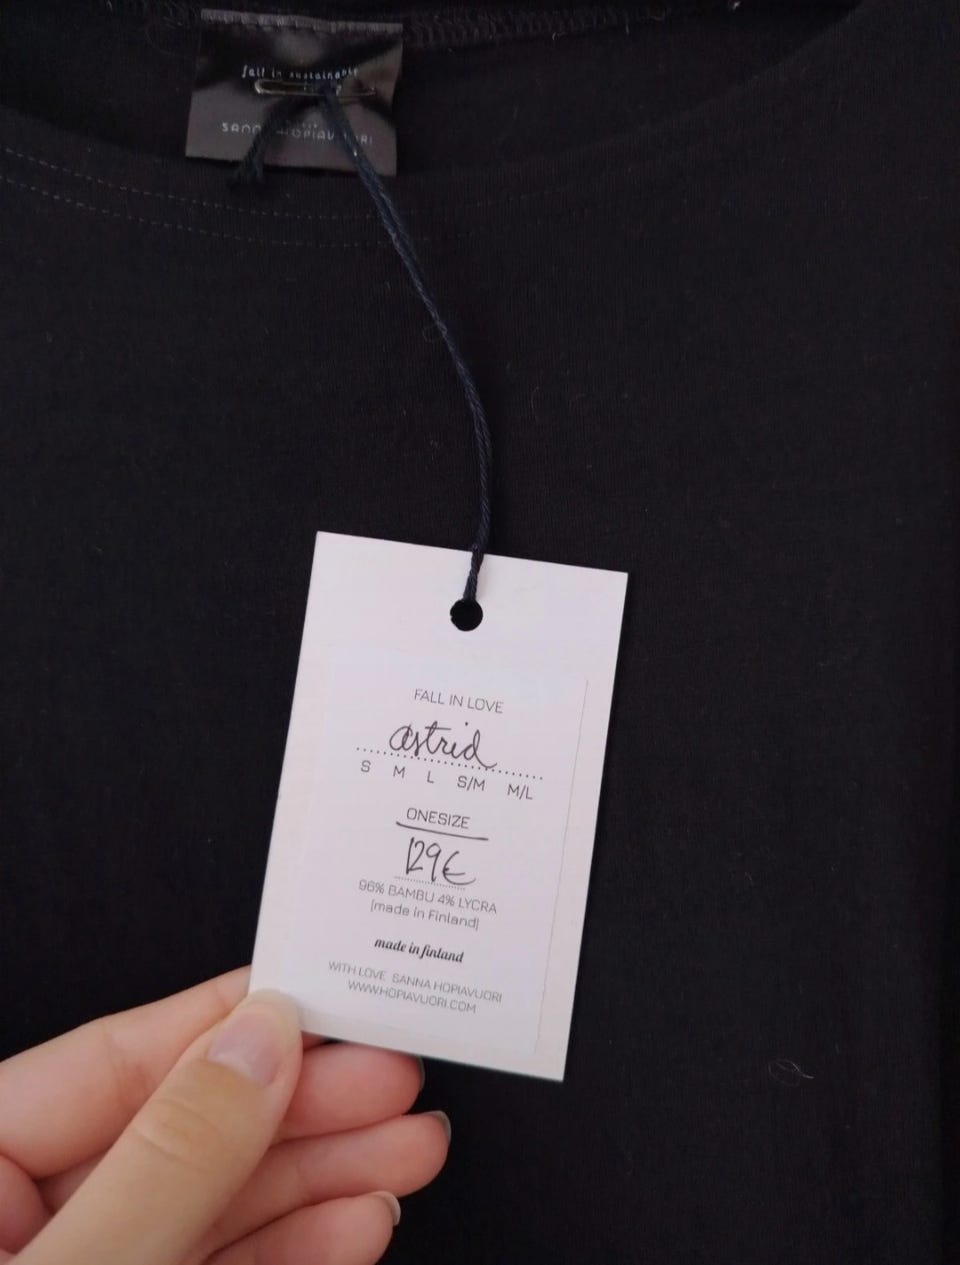 fall in sustainable
SANNA HOPIAVUORI
FALL IN LOVE
astrid
S M L S/M M/L
ONESIZE
129€
96% BAMBU 4% LYCRA
(made in Finland)
made in finland
WITH LOVE SANNA HOPIAVUORI
WWW.HOPIAVUORI.COM